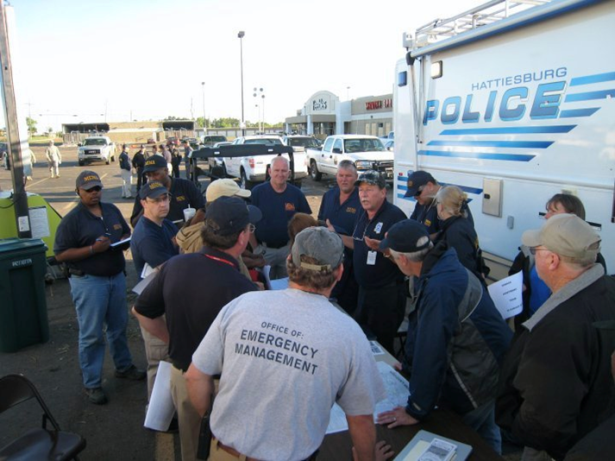 HATTIESBURG
POLICE
OFFICE OF:
EMERGENCY
MANAGEMENT